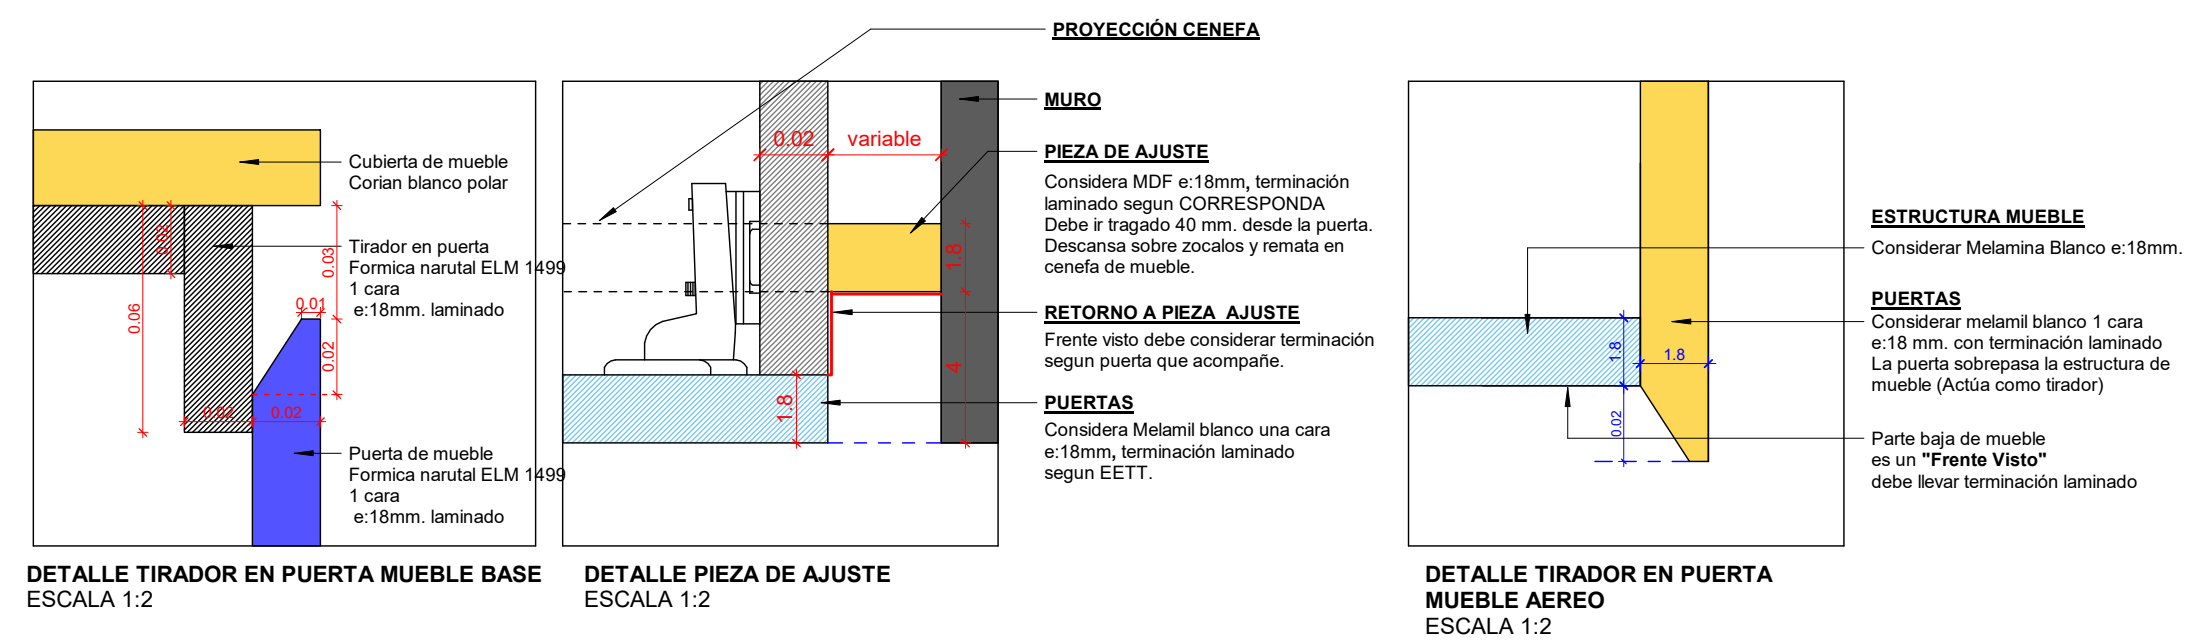 PROYECCIÓN CENEFA
Cubierta de mueble
Corian blanco polar
Tirador en puerta
Formica narutal ELM 1499
1 cara
e:18mm. laminado
Puerta de mueble
Formica narutal ELM 1499
1 cara
e:18mm. laminado
0.02
0.06
0.03
0.01
0.02
0.02
0.02
DETALLE TIRADOR EN PUERTA MUEBLE BASE
ESCALA 1:2
0.02
variable
1.8
4
1.8
MURO
PIEZA DE AJUSTE
Considera MDF e:18mm, terminación
laminado segun CORRESPONDA
Debe ir tragado 40 mm. desde la puerta.
Descansa sobre zocalos y remata en
cenefa de mueble.
RETORNO A PIEZA AJUSTE
Frente visto debe considerar terminación
segun puerta que acompañe.
PUERTAS
Considera Melamil blanco una cara
e:18mm, terminación laminado
segun EETT.
DETALLE PIEZA DE AJUSTE
ESCALA 1:2
1.8
1.8
0.02
ESTRUCTURA MUEBLE
Considerar Melamina Blanco e:18mm.
PUERTAS
Considerar melamil blanco 1 cara
e:18 mm. con terminación laminado
La puerta sobrepasa la estructura de
mueble (Actúa como tirador)
Parte baja de mueble
es un "Frente Visto"
debe llevar terminación laminado
DETALLE TIRADOR EN PUERTA
MUEBLE AEREO
ESCALA 1:2